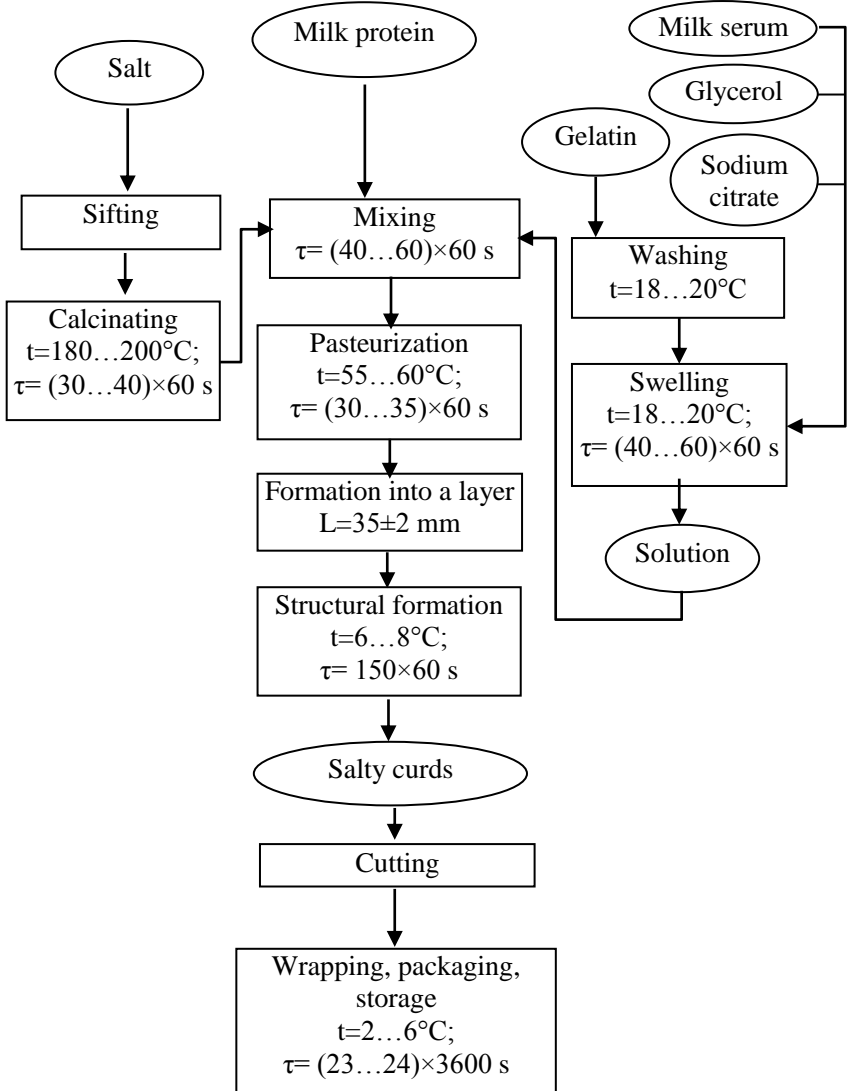 Salt
Milk protein
Milk serum
Glycerol
Sodium
citrate
Gelatin
Sifting
Mixing
τ= (40…60)×60 s
Washing
t=18…20°C
Calcinating
t=180…200°C;
τ= (30…40)×60 s
Pasteurization
t=55…60°C;
τ= (30…35)×60 s
Swelling
t=18…20°C;
τ= (40…60)×60 s
Formation into a layer
L=35±2 mm
Solution
Structural formation
t=6…8°C;
τ= 150×60 s
Salty curds
Cutting
Wrapping, packaging,
storage
t=2…6°C;
τ= (23…24)×3600 s